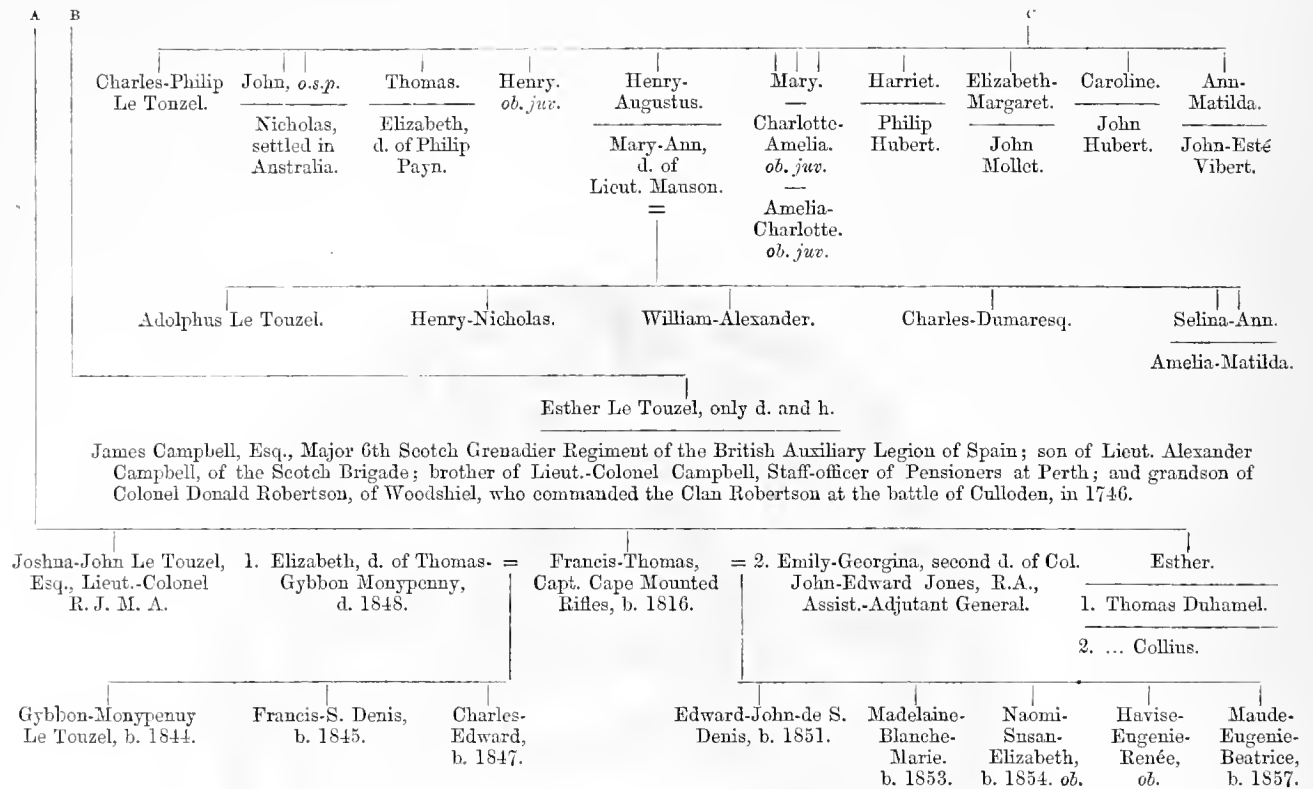 A B C
Charles-Philip
Le Tonzel.
John, o.s.p.
Nicholas,
settled in
Australia.
Thomas.
Elizabeth,
d. of Philip
Payn.
Henry.
ob. juv.
Henry-
Augustus.
Mary-Ann,
d. of
Lieut. Manson.
=
Mary.
Charlotte-
Amelia.
ob. juv.
Amelia-
Charlotte.
ob. juv.
Harriet.
Philip
Hubert.
Elizabeth-
Margaret.
John
Mollet.
Caroline.
John
Hubert.
Ann-
Matilda.
John-Esté
Vibert.
Adolphus Le Touzel.
Henry-Nicholas.
William-Alexander.
Charles-Dumaresq.
Selina-Ann.
Amelia-Matilda.
Esther Le Touzel, only d. and h.
James Campbell, Esq., Major 6th Scotch Grenadier Regiment of the British Auxiliary Legion of Spain; son of Lieut. Alexander
Campbell, of the Scotch Brigade; brother of Lieut.-Colonel Campbell, Staff-officer of Pensioners at Perth; and grandson of
Colonel Donald Robertson, of Woodshiel, who commanded the Clan Robertson at the battle of Culloden, in 1746.
Joshna-John Le Touzel,
Esq., Lieut.-Colonel
R. J. M. A.
1. Elizabeth, d. of Thomas-
Gybbon Monypenny,
d. 1848.
=
Francis-Thomas,
Capt. Cape Mounted
Rifles, b. 1816.
= 2. Emily-Georgina, second d. of Col.
John-Edward Jones, R.A.,
Assist.-Adjutant General.
Esther.
1. Thomas Duhamel.
2. ... Collius.
Gybbon-Monypenuy
Le Touzel, b. 1844.
Francis-S. Denis,
b. 1845.
Charles-
Edward,
b. 1847.
Edward-John-de S.
Denis, b. 1851.
Madelaine-
Blanche-
Marie.
b. 1853.
Naomi-
Susan-
Elizabeth,
b. 1854. ob.
Havise-
Eugenie-
Renée,
ob.
Maude-
Eugenie-
Beatrice,
b. 1857.